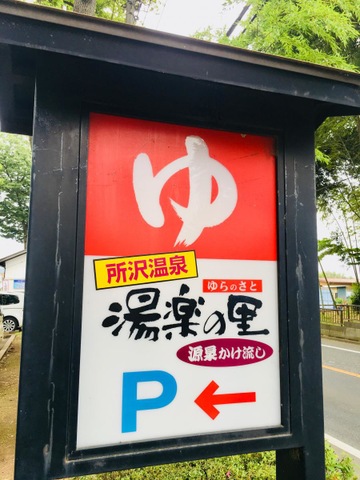 ゆ
所沢温泉
ゆらのさと
湯楽の里
源泉かけ流し
P ←